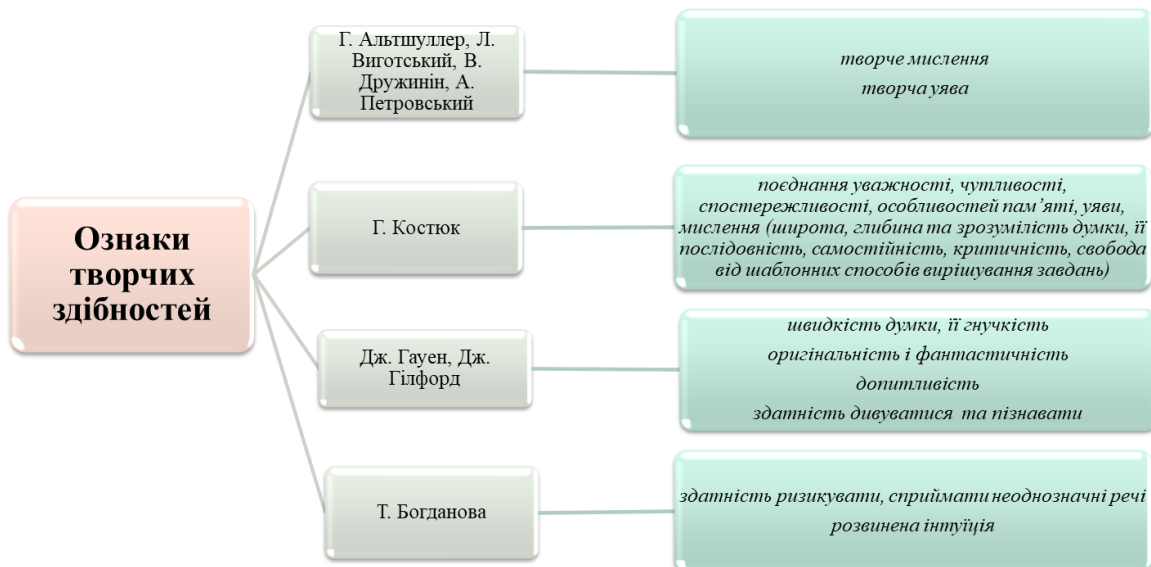 Ознаки
творчих
здібностей
Г. Альтшуллер, Л.
Виготський, В.
Дружинін, А.
Петровський
творче мислення
творча уява
Г. Костюк
поєднання уважності, чутливості,
спостережливості, особливостей пам’яті, уяви,
мислення (широта, глибина та зрозумілість думки, її
послідовність, самостійність, критичність, свобода
від шаблонних способів вирішування завдань)
Дж. Гауен, Дж.
Гілфорд
швидкість думки, її гнучкість
оригінальність і фантастичність
допитливість
здатність дивуватися та пізнавати
Т. Богданова
здатність ризикувати, сприймати неоднозначні речі
розвинена інтуїція